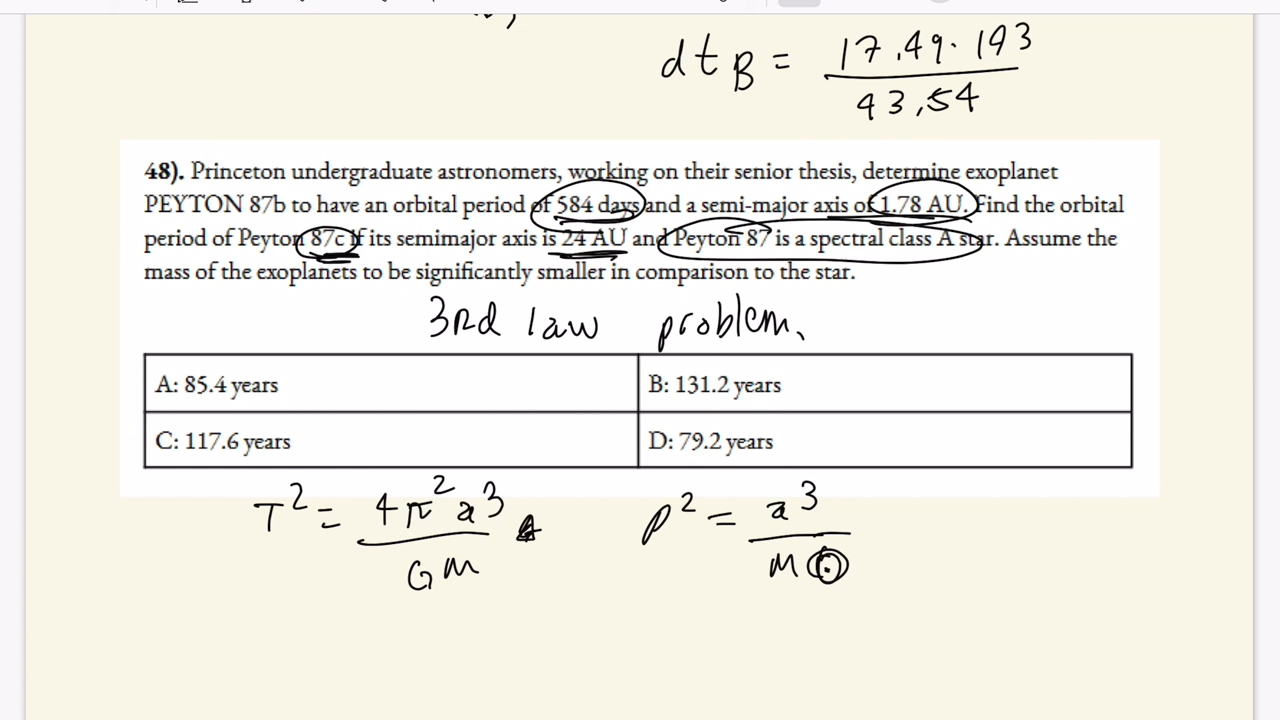 dt_B = 17.49·193
93,54
48). Princeton undergraduate astronomers, working on their senior thesis, determine exoplanet
PEYTON 87b to have an orbital period of 584 days and a semi-major axis of 1.78 AU. Find the orbital
period of Peyton 87c if its semimajor axis is 24 AU and Peyton 87 is a spectral class A star. Assume the
mass of the exoplanets to be significantly smaller in comparison to the star.
3rd law problem.
A: 85.4 years
B: 131.2 years
C: 117.6 years
D: 79.2 years
T² = 4π²a³
GM
P² = a³
M☉